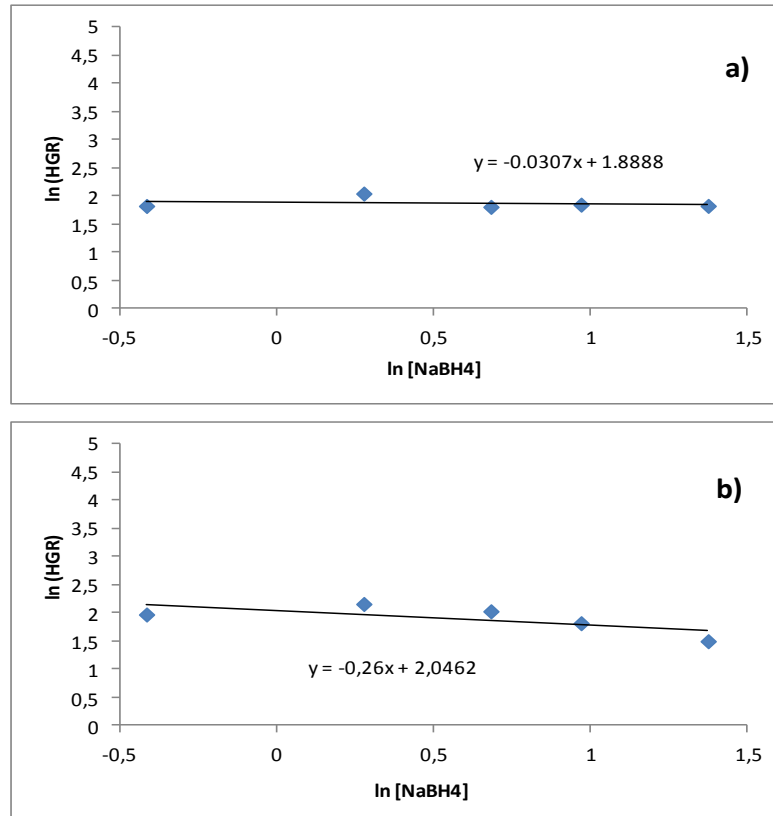 a)
5
4,5
4
3,5
3
2,5
2
1,5
1
0,5
0
ln (HGR)
y = -0.0307x + 1.8888
-0,5 0 0,5 1 1,5
ln [NaBH4]
b)
5
4,5
4
3,5
3
2,5
2
1,5
1
0,5
0
ln (HGR)
y = -0,26x + 2,0462
-0,5 0 0,5 1 1,5
ln [NaBH4]